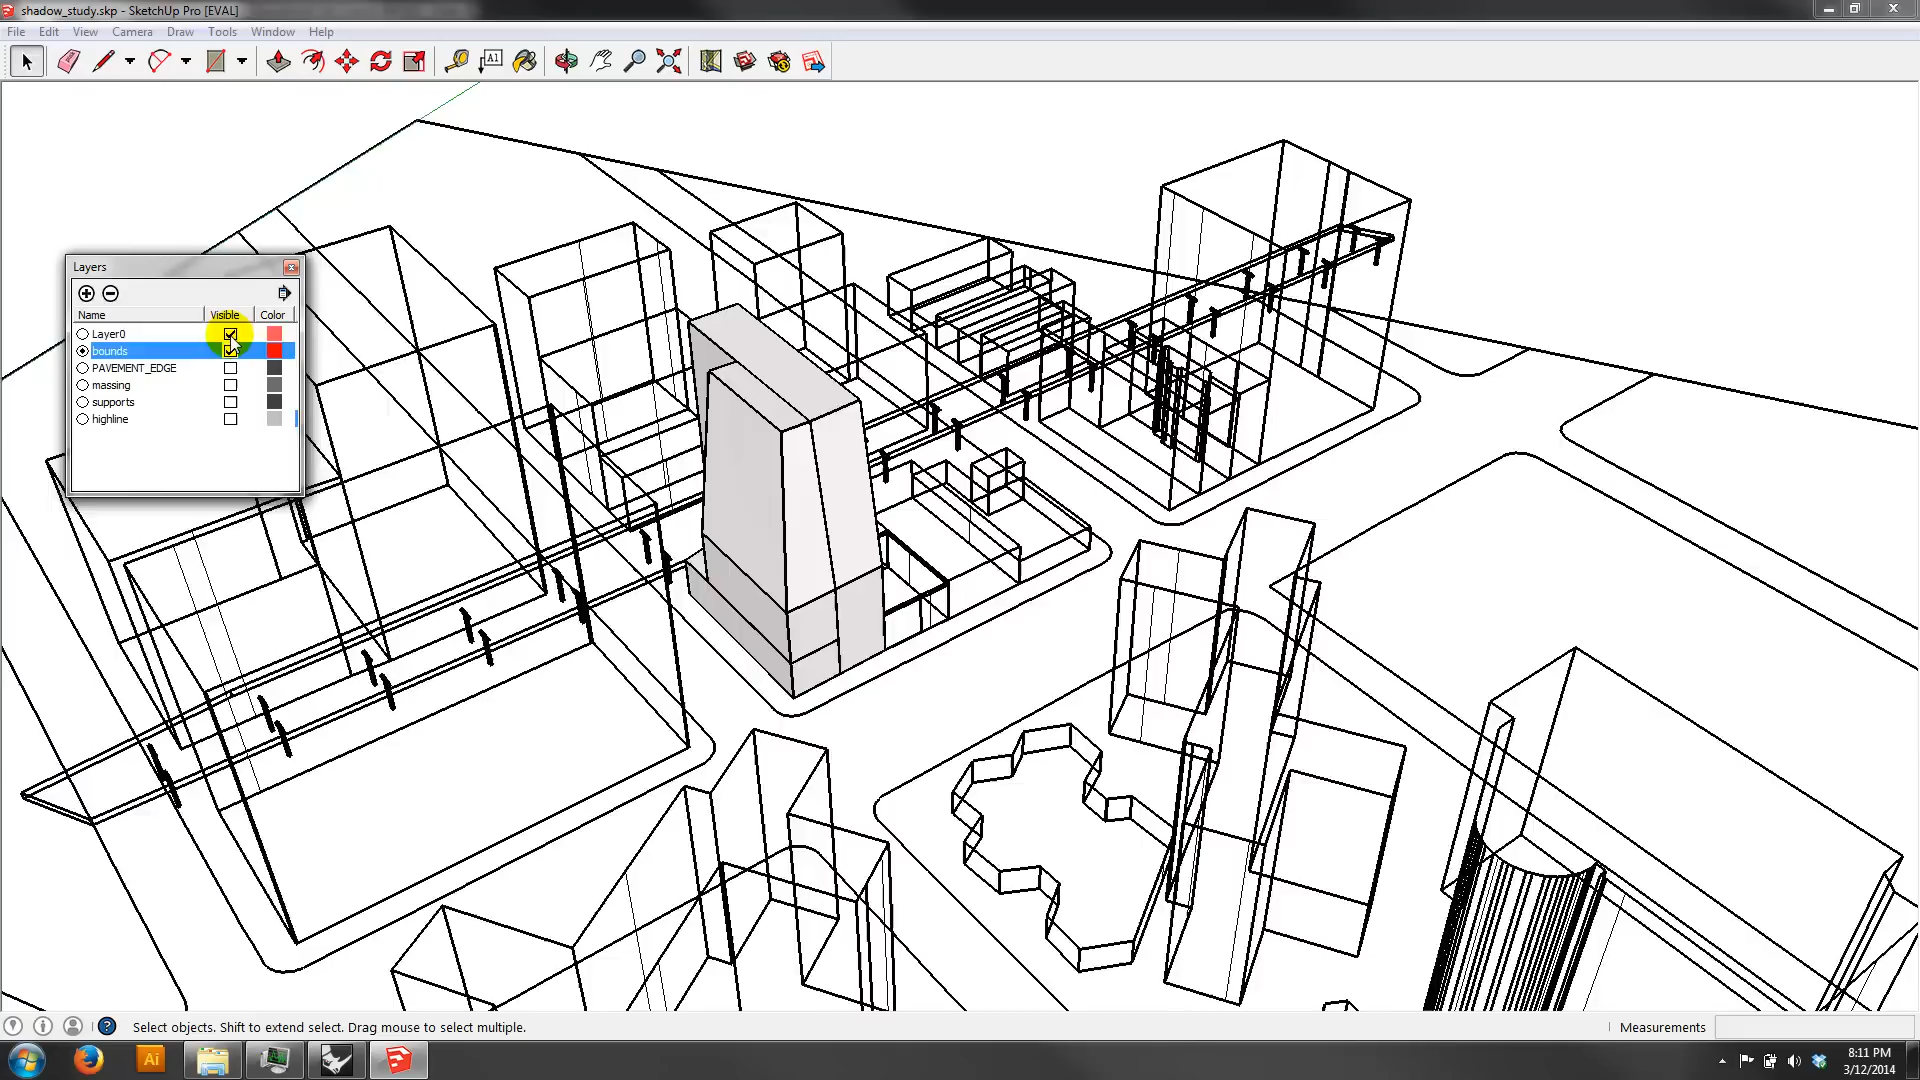 shadow_study.skp - SketchUp Pro [EVAL]
File Edit View Camera Draw Tools Window Help
A1
Layers
Name Visible Color
Layer0
bounds
PAVEMENT_EDGE
massing
supports
highline
Select objects. Shift to extend select. Drag mouse to select multiple.
Measurements
Ai
8:11 PM
3/12/2014